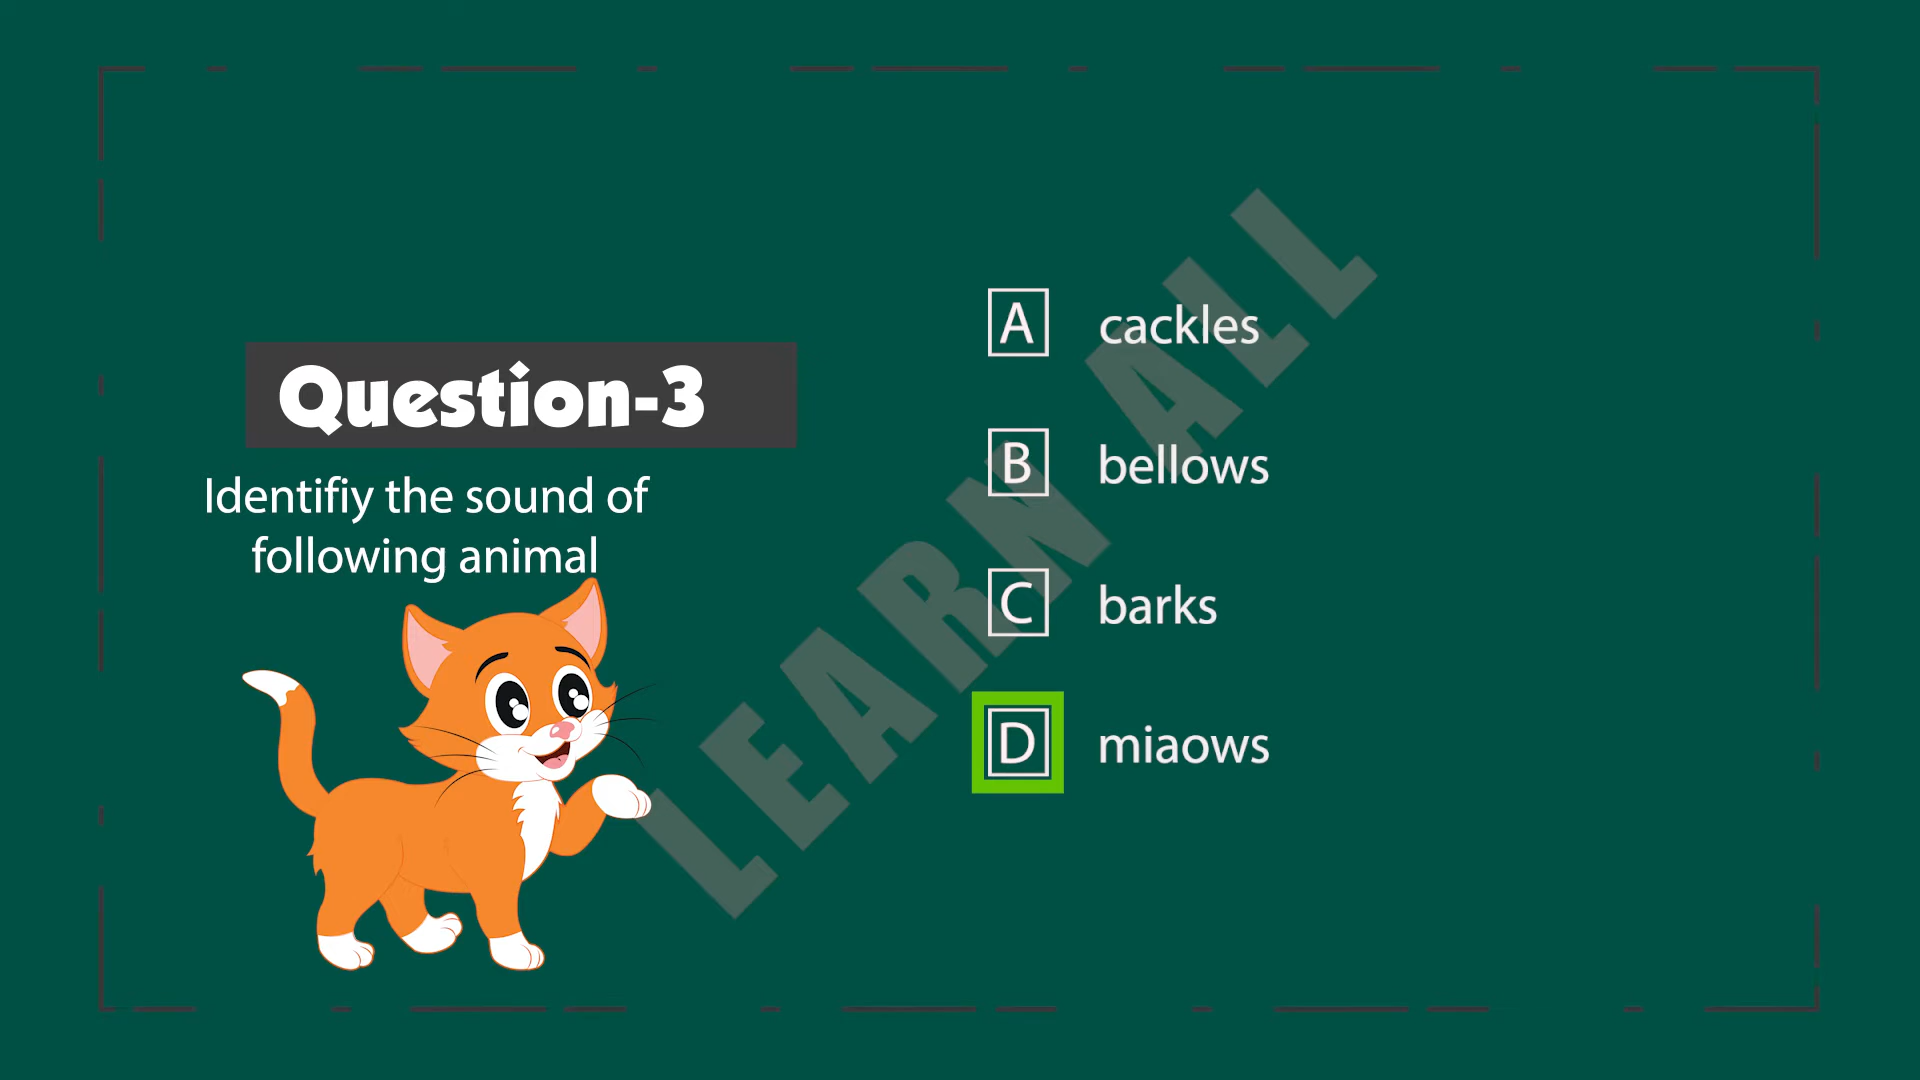 Question-3
Identifiy the sound of
following animal
A cackles
B bellows
C barks
D miaows
LEARN ALL